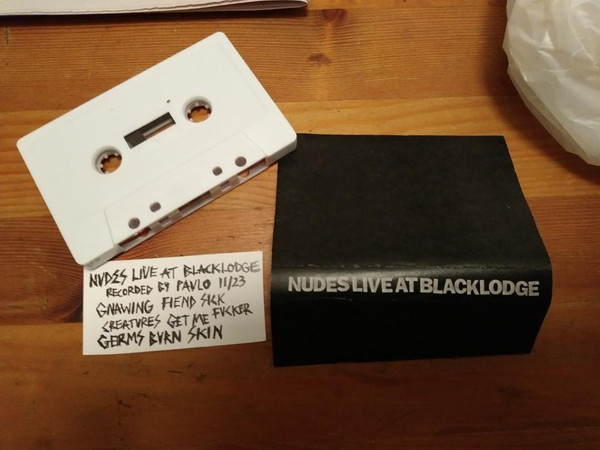 NUDES LIVE AT BLACKLODGE
RECORDED BY PAVLO 11/23
GNAWING FIEND SICK
CREATURES GET ME FUCKER
GERMS BURN SKIN
NUDES LIVE AT BLACKLODGE